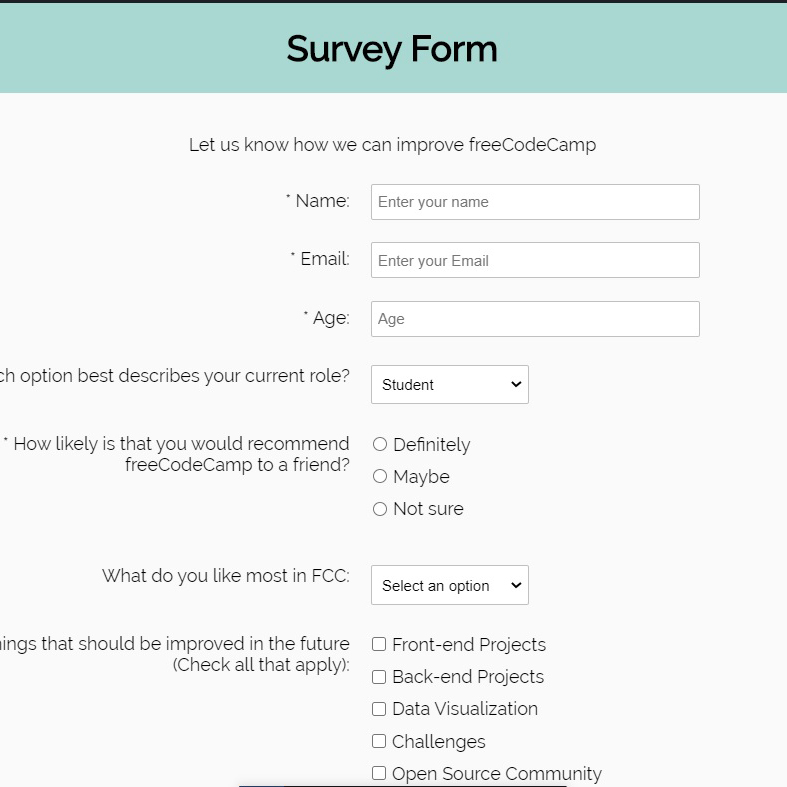 Survey Form
Let us know how we can improve freeCodeCamp
* Name:
Enter your name
* Email:
Enter your Email
* Age:
Age
option best describes your current role?
Student
* How likely is that you would recommend
freeCodeCamp to a friend?
Definitely
Maybe
Not sure
What do you like most in FCC:
Select an option
that should be improved in the future
(Check all that apply):
Front-end Projects
Back-end Projects
Data Visualization
Challenges
Open Source Community